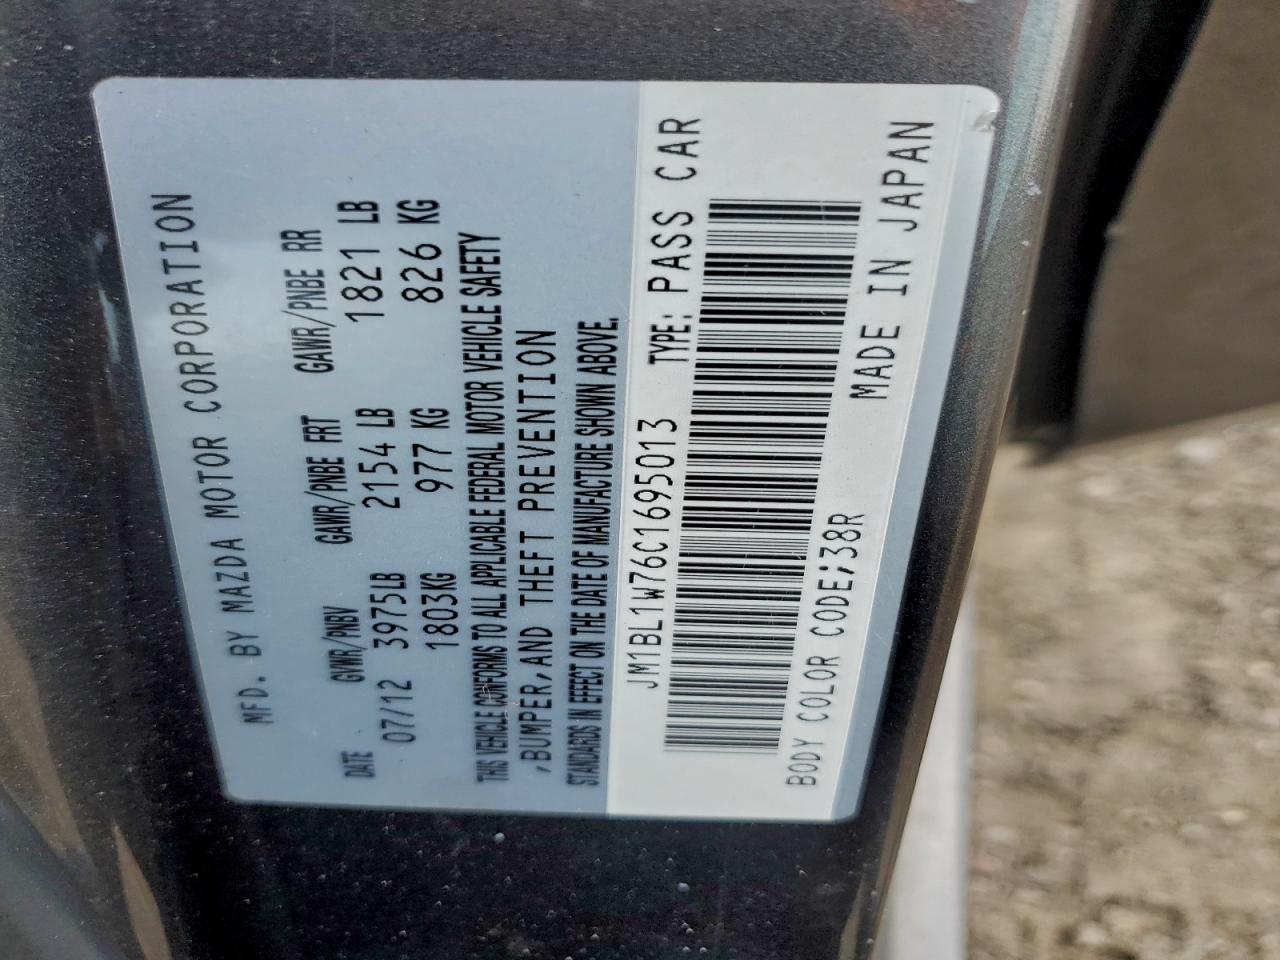 MFD. BY MAZDA MOTOR CORPORATION
DATE GVWR/PNBV GAWR/PNBE FRT GAWR/PNBE RR
07/12 3975LB 2154 LB 1821 LB
1803KG 977 KG 826 KG
THIS VEHICLE CONFORMS TO ALL APPLICABLE FEDERAL MOTOR VEHICLE SAFETY
,BUMPER,AND THEFT PREVENTION
STANDARDS IN EFFECT ON THE DATE OF MANUFACTURE SHOWN ABOVE.
JM1BL1W76C1695013 TYPE: PASS CAR
BODY COLOR CODE;38R MADE IN JAPAN